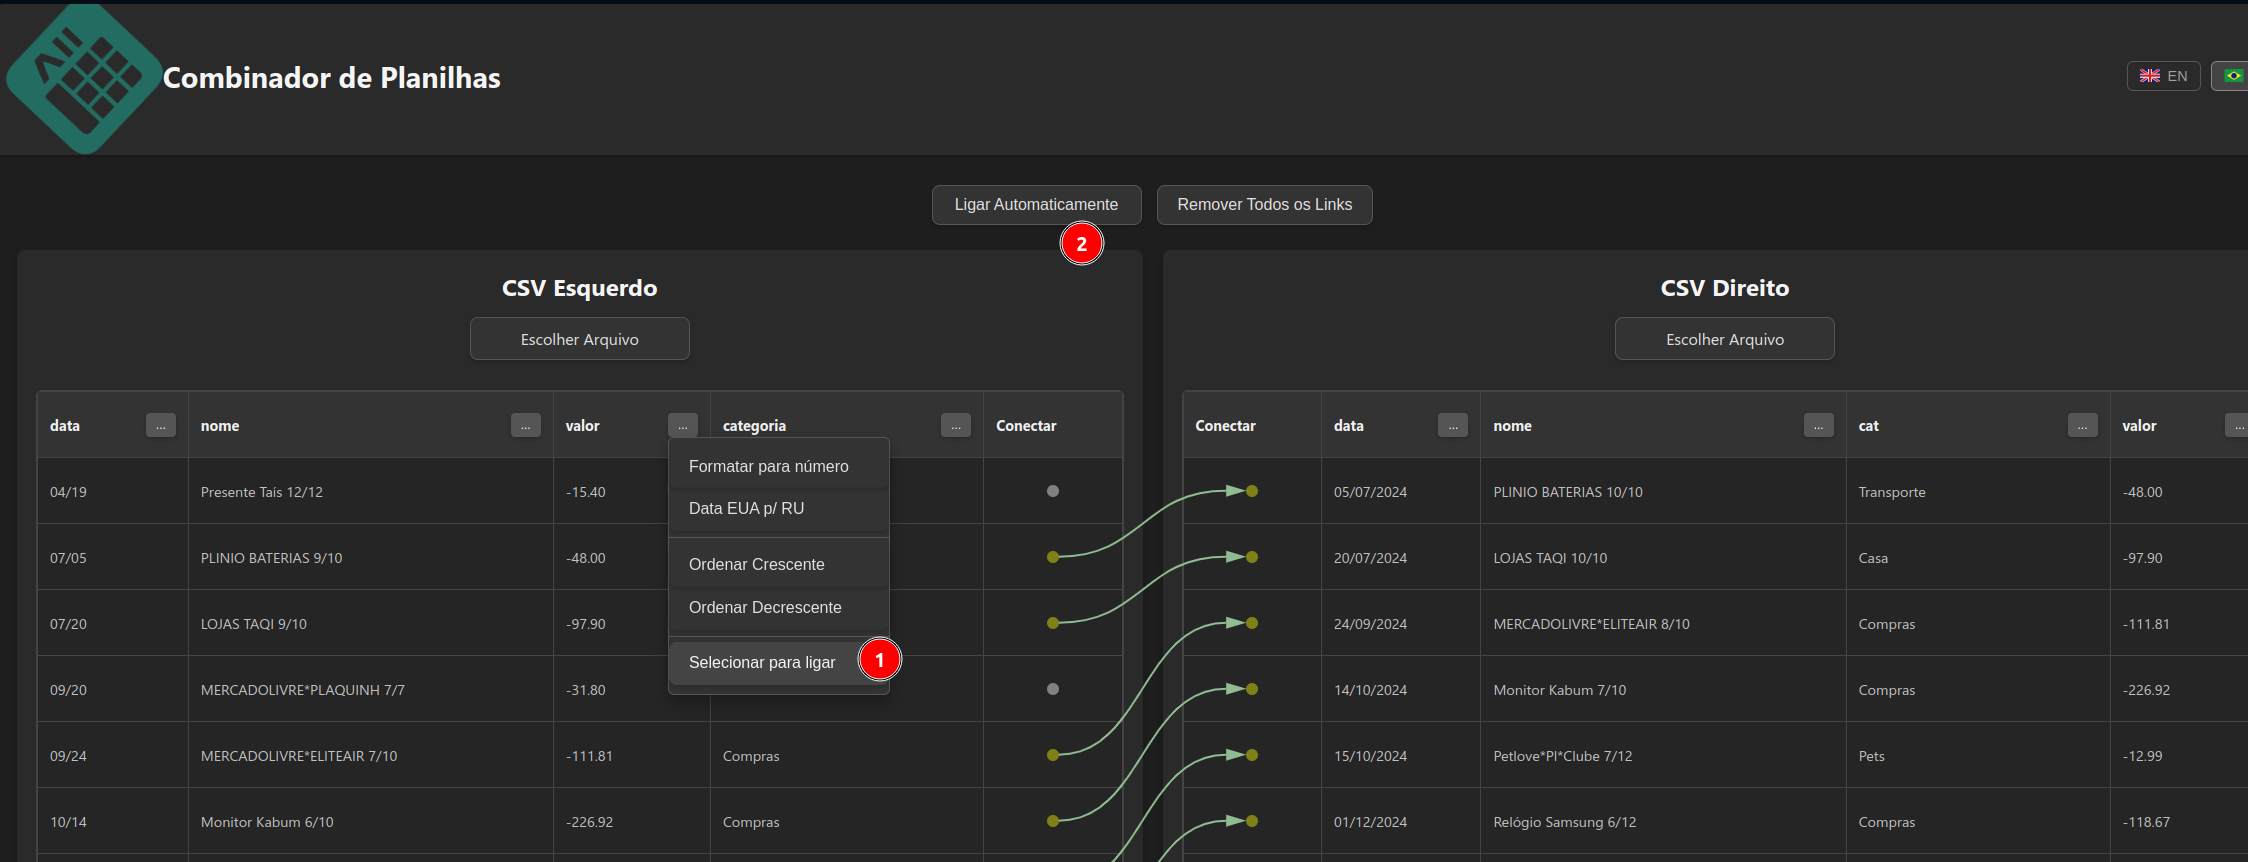 All
Combinador de Planilhas
EN
Ligar Automaticamente
Remover Todos os Links
2
CSV Esquerdo
Escolher Arquivo
data ... nome ... valor ... categoria ... Conectar
Formatar para número
Data EUA p/ RU
Ordenar Crescente
Ordenar Decrescente
Selecionar para ligar
1
04/19 Presente Taís 12/12 -15.40
07/05 PLINIO BATERIAS 9/10 -48.00
07/20 LOJAS TAQI 9/10 -97.90
09/20 MERCADOLIVRE*PLAQUINH 7/7 -31.80
09/24 MERCADOLIVRE*ELITEAIR 7/10 -111.81 Compras
10/14 Monitor Kabum 6/10 -226.92 Compras
CSV Direito
Escolher Arquivo
Conectar data ... nome ... cat ... valor ...
05/07/2024 PLINIO BATERIAS 10/10 Transporte -48.00
20/07/2024 LOJAS TAQI 10/10 Casa -97.90
24/09/2024 MERCADOLIVRE*ELITEAIR 8/10 Compras -111.81
14/10/2024 Monitor Kabum 7/10 Compras -226.92
15/10/2024 Petlove*Pl*Clube 7/12 Pets -12.99
01/12/2024 Relógio Samsung 6/12 Compras -118.67